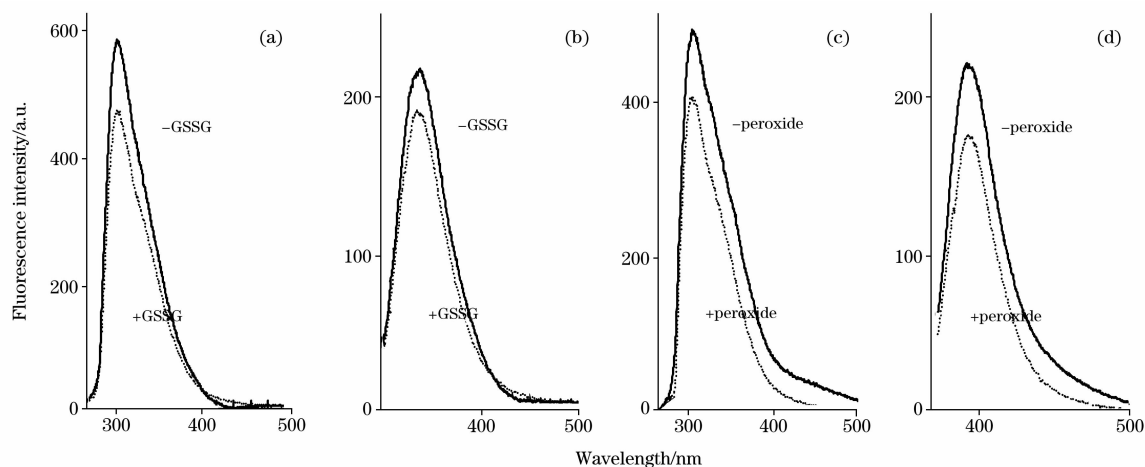 Fluorescence intensity/a.u.
600
400
200
0
300
400
500
(a)
−GSSG
+GSSG
200
100
0
400
500
(b)
−GSSG
+GSSG
400
200
0
300
400
500
(c)
−peroxide
+peroxide
200
100
0
400
500
(d)
−peroxide
+peroxide
Wavelength/nm